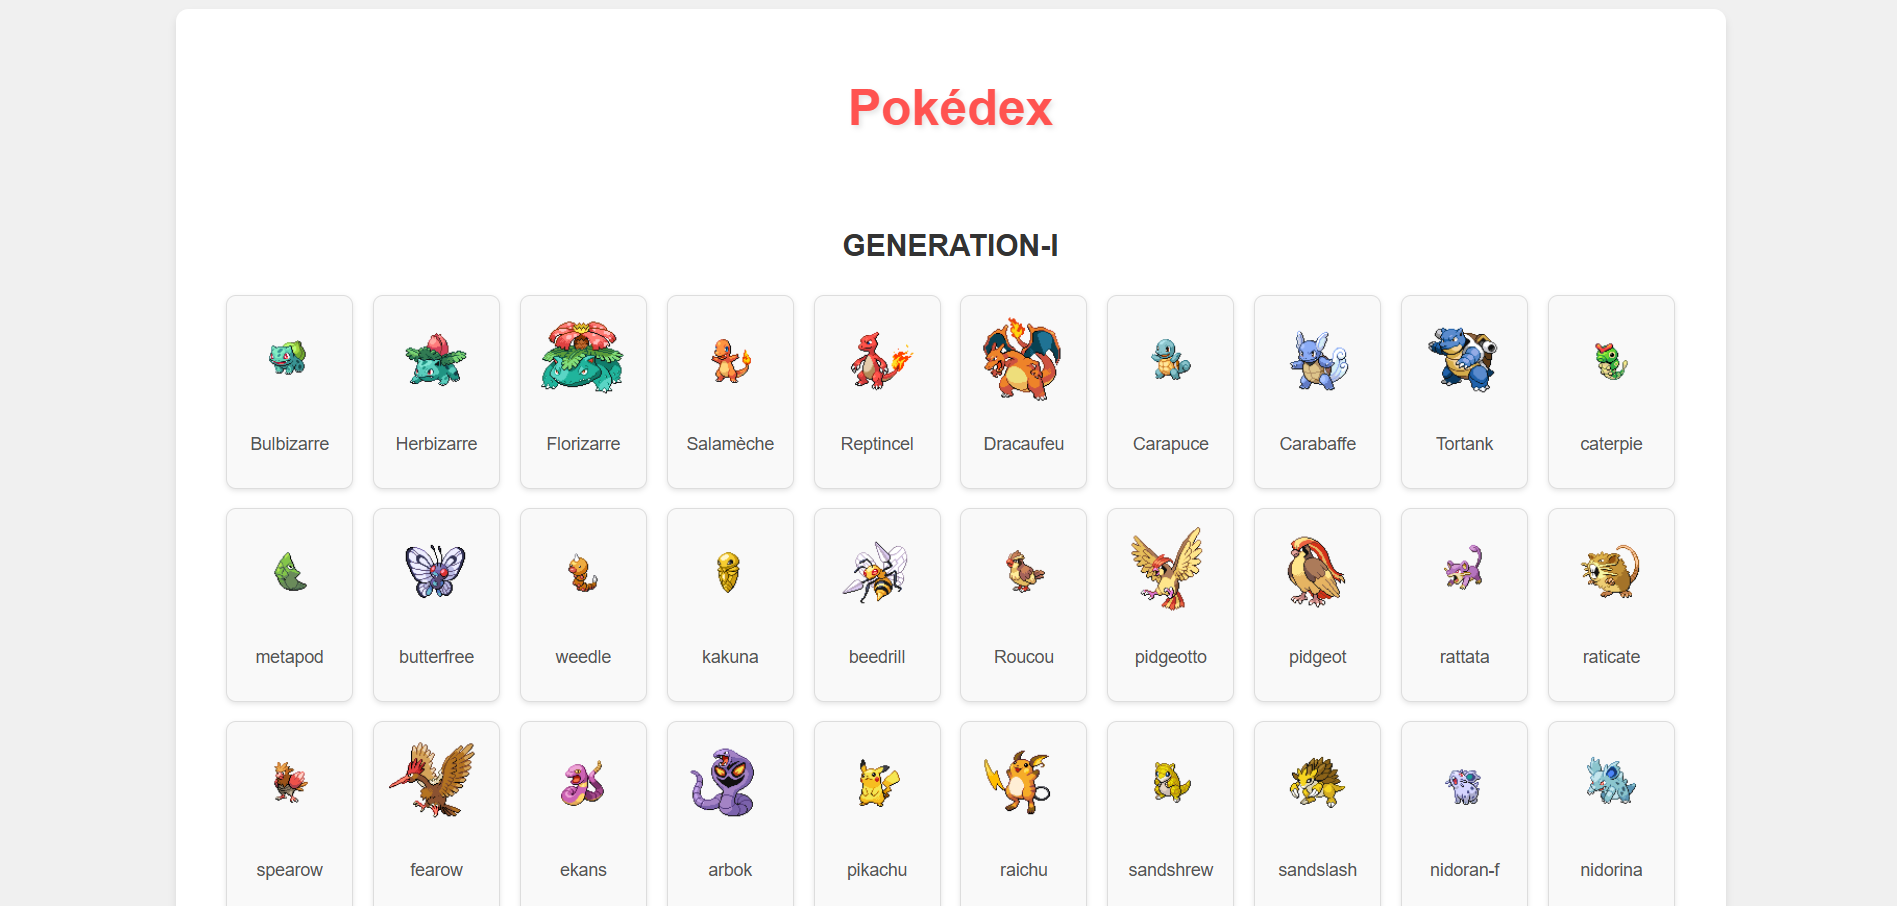 Pokédex
GENERATION-I
Bulbizarre
Herbizarre
Florizarre
Salamèche
Reptincel
Dracaufeu
Carapuce
Carabaffe
Tortank
caterpie
metapod
butterfree
weedle
kakuna
beedrill
Roucou
pidgeotto
pidgeot
rattata
raticate
spearow
fearow
ekans
arbok
pikachu
raichu
sandshrew
sandslash
nidoran-f
nidorina